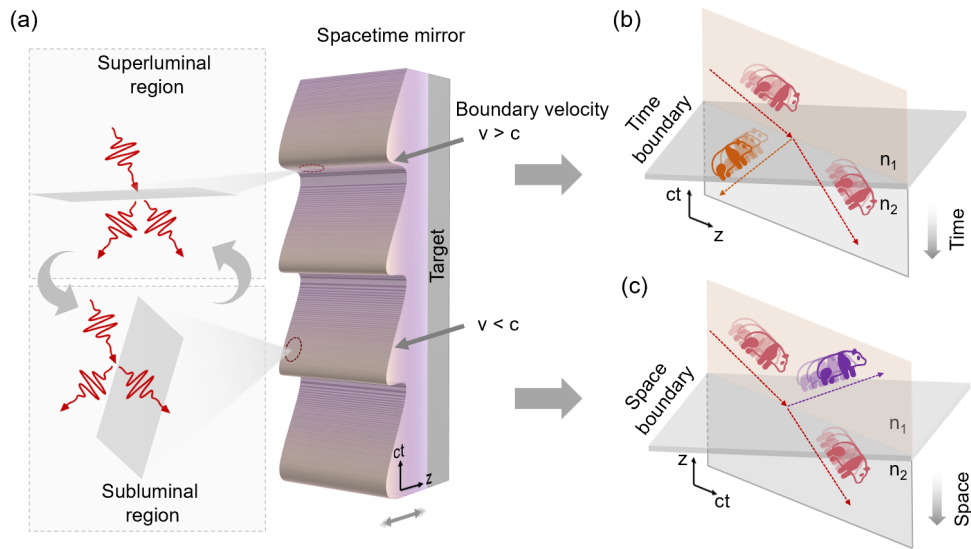 (a)
Superluminal
region
Subluminal
region
Spacetime mirror
Boundary velocity
v > c
v < c
Target
ct
z
(b)
Time
boundary
n1
n2
ct
z
Time
(c)
Space
boundary
n1
n2
z
ct
Space